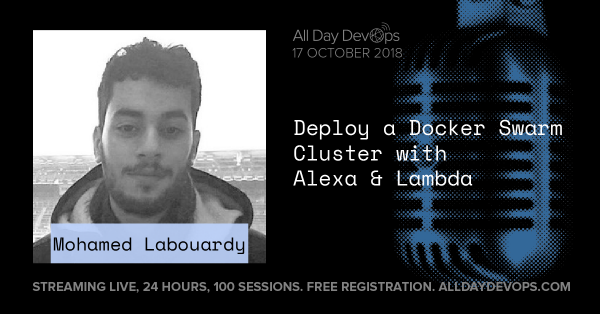 All Day DevOps
17 OCTOBER 2018
Deploy a Docker Swarm
Cluster with
Alexa & Lambda
Mohamed Labouardy
STREAMING LIVE, 24 HOURS, 100 SESSIONS. FREE REGISTRATION. ALLDAYDEVOPS.COM